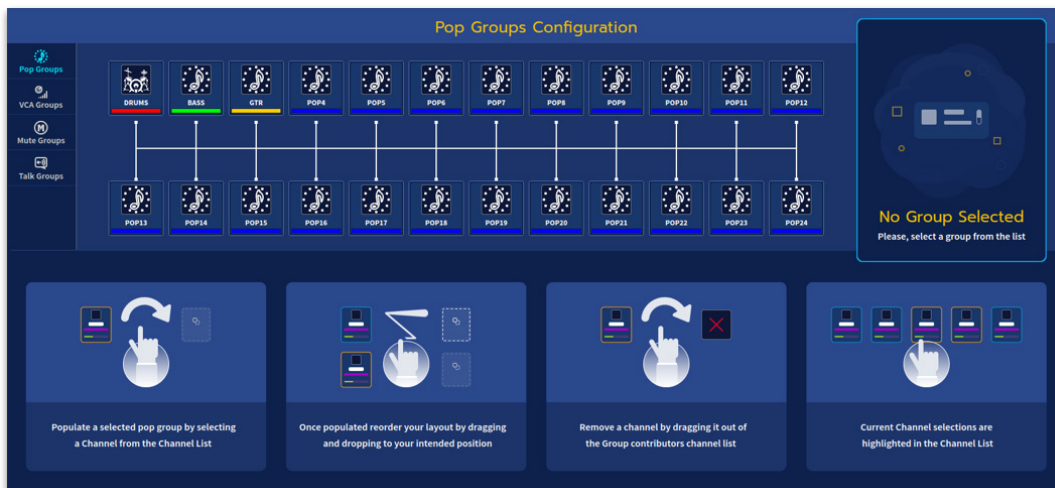 Pop Groups Configuration
Pop Groups
VCA Groups
M
Mute Groups
Talk Groups
DRUMS BASS GTR POP4 POP5 POP6 POP7 POP8 POP9 POP10 POP11 POP12
POP13 POP14 POP15 POP16 POP17 POP18 POP19 POP20 POP21 POP22 POP23 POP24
No Group Selected
Please, select a group from the list
Populate a selected pop group by selecting
a Channel from the Channel List
Once populated reorder your layout by dragging
and dropping to your intended position
Remove a channel by dragging it out of
the Group contributors channel list
Current Channel selections are
highlighted in the Channel List